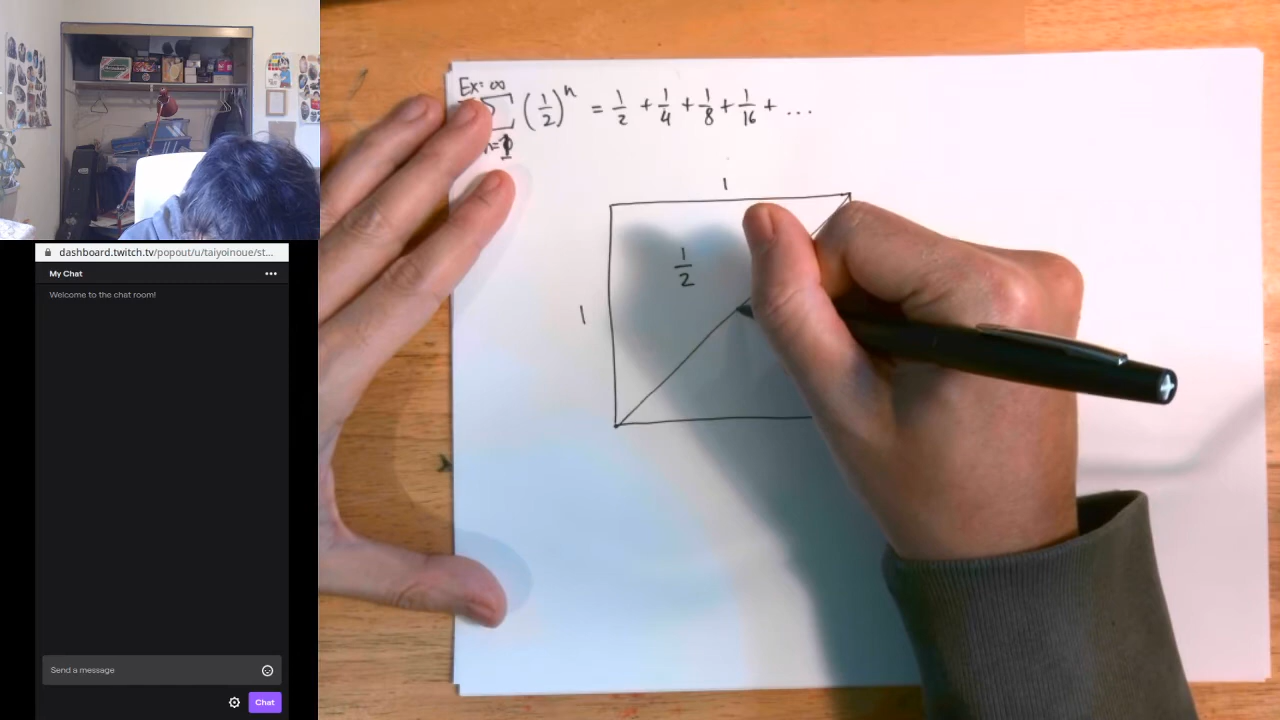 dashboard.twitch.tv/popout/u/taiyoinoue/st...
My Chat
Welcome to the chat room!
Send a message
Chat
Ex: ∞
∑ (1/2)^n = 1/2 + 1/4 + 1/8 + 1/16 + ...
n=1
1
1/2
1